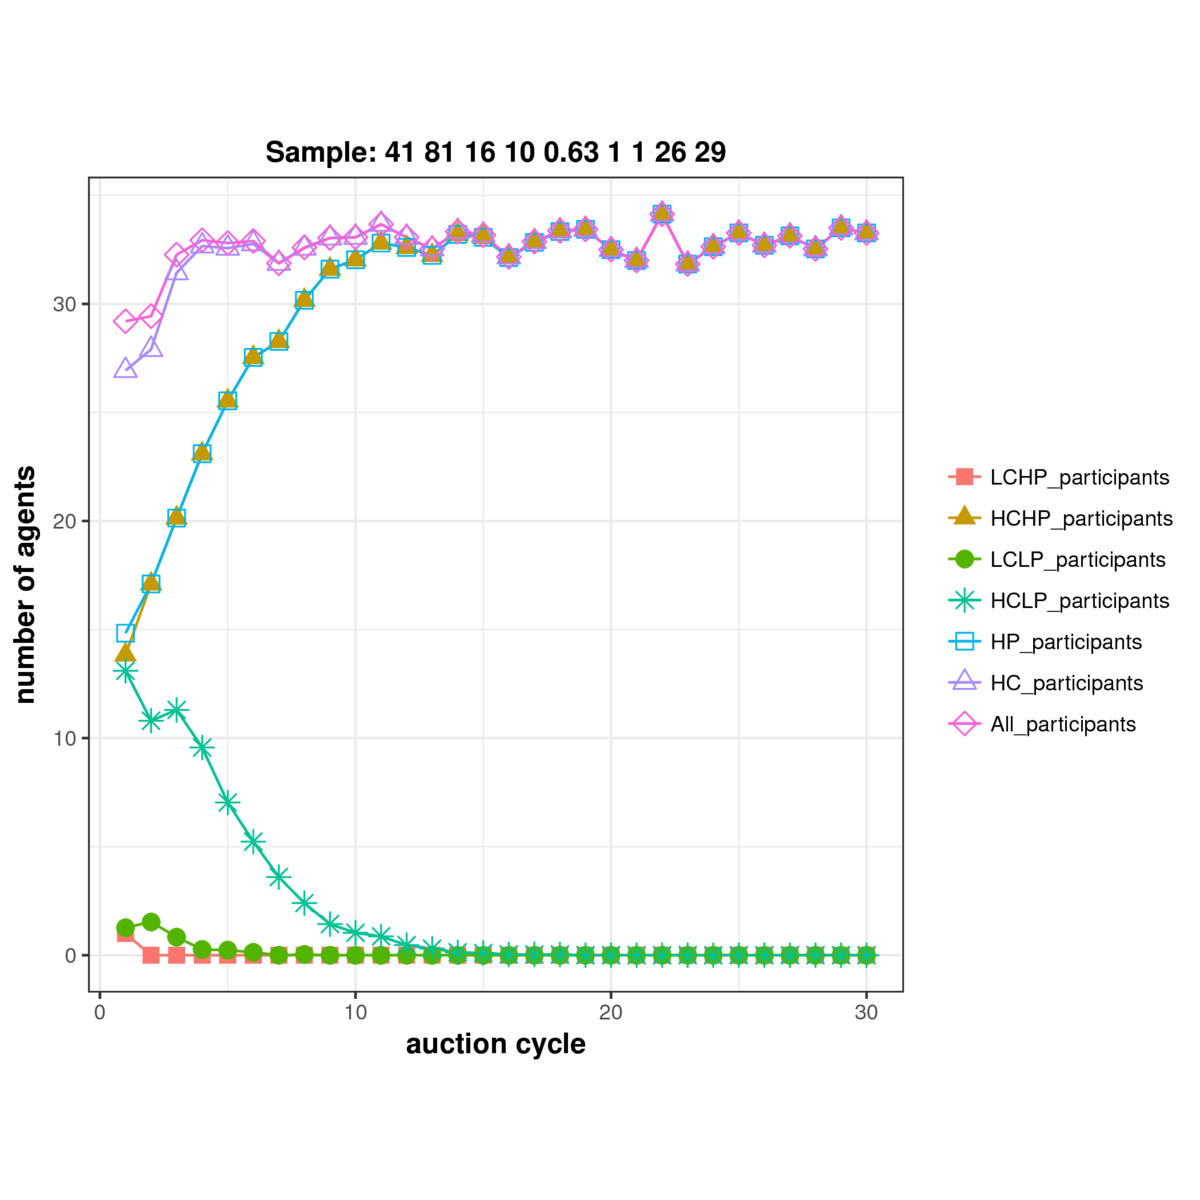 Sample: 41 81 16 10 0.63 1 1 26 29
number of agents
30
20
10
0
0 10 20 30
auction cycle
LCHP_participants
HCHP_participants
LCLP_participants
HCLP_participants
HP_participants
HC_participants
All_participants